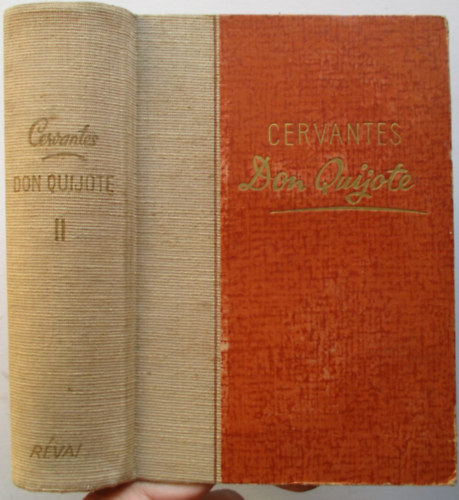 Cervantes
DON QUIJOTE
II
RÉVAI
CERVANTES
Don Quijote